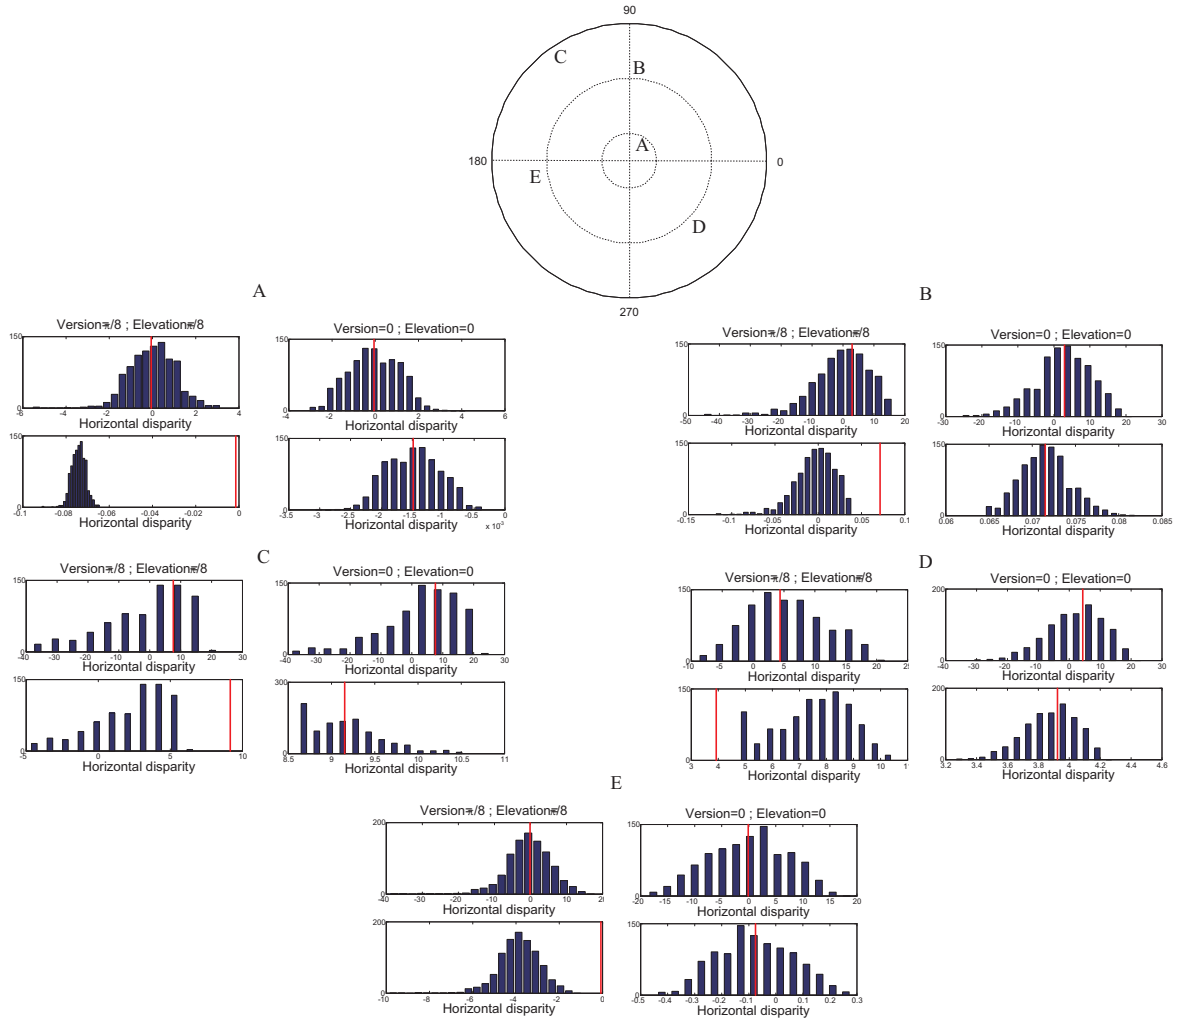 90
C
B
A
180
0
E
D
270
A
B
Version=π/8 ; Elevation=π/8
Version=0 ; Elevation=0
Version=π/8 ; Elevation=π/8
Version=0 ; Elevation=0
150
0
-6 -4 -2 0 2 4
Horizontal disparity
150
0
-4 -2 0 2 4 6
Horizontal disparity
150
0
-50 -40 -30 -20 -10 0 10 20
Horizontal disparity
150
0
-30 -20 -10 0 10 20 30
Horizontal disparity
150
0
-0.1 -0.08 -0.06 -0.04 -0.02 0
Horizontal disparity
150
0
-3.5 -3 -2.5 -2 -1.5 -1 -0.5 0
Horizontal disparity
x 10
150
0
-0.15 -0.1 -0.05 0 0.05 0.1
Horizontal disparity
150
0
0.06 0.065 0.07 0.075 0.08 0.085
Horizontal disparity
C
D
Version=π/8 ; Elevation=π/8
Version=0 ; Elevation=0
Version=π/8 ; Elevation=π/8
Version=0 ; Elevation=0
150
0
-40 -30 -20 -10 0 10 20 30
Horizontal disparity
150
0
-40 -30 -20 -10 0 10 20 30
Horizontal disparity
150
0
-10 -5 0 5 10 15 20
Horizontal disparity
200
0
-40 -30 -20 -10 0 10 20 30
Horizontal disparity
150
0
-5 0 5 10
Horizontal disparity
300
0
8.5 9 9.5 10 10.5 11
Horizontal disparity
150
0
3 4 5 6 7 8 9 10
Horizontal disparity
200
0
3.2 3.4 3.6 3.8 4 4.2 4.4 4.6
Horizontal disparity
E
Version=π/8 ; Elevation=π/8
Version=0 ; Elevation=0
200
0
-40 -30 -20 -10 0 10 20
Horizontal disparity
150
0
-20 -15 -10 -5 0 5 10 15 20
Horizontal disparity
200
0
-10 -8 -6 -4 -2 0
Horizontal disparity
150
0
-0.5 -0.4 -0.3 -0.2 -0.1 0 0.1 0.2 0.3
Horizontal disparity